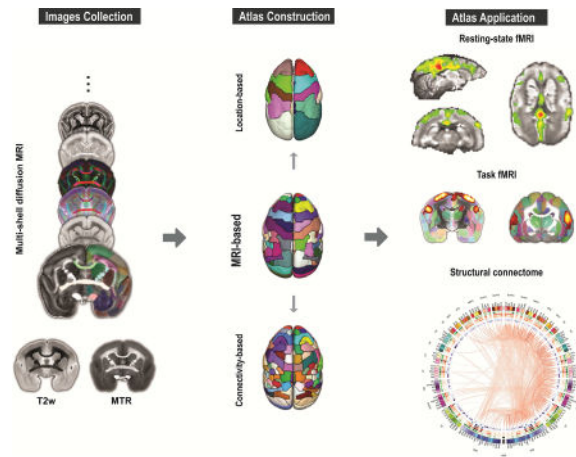 Images Collection
Atlas Construction
Atlas Application
Resting-state fMRI
Location-based
Multi-shell diffusion MRI
Task fMRI
MRI-based
Structural connectome
Connectivity-based
T2w
MTR